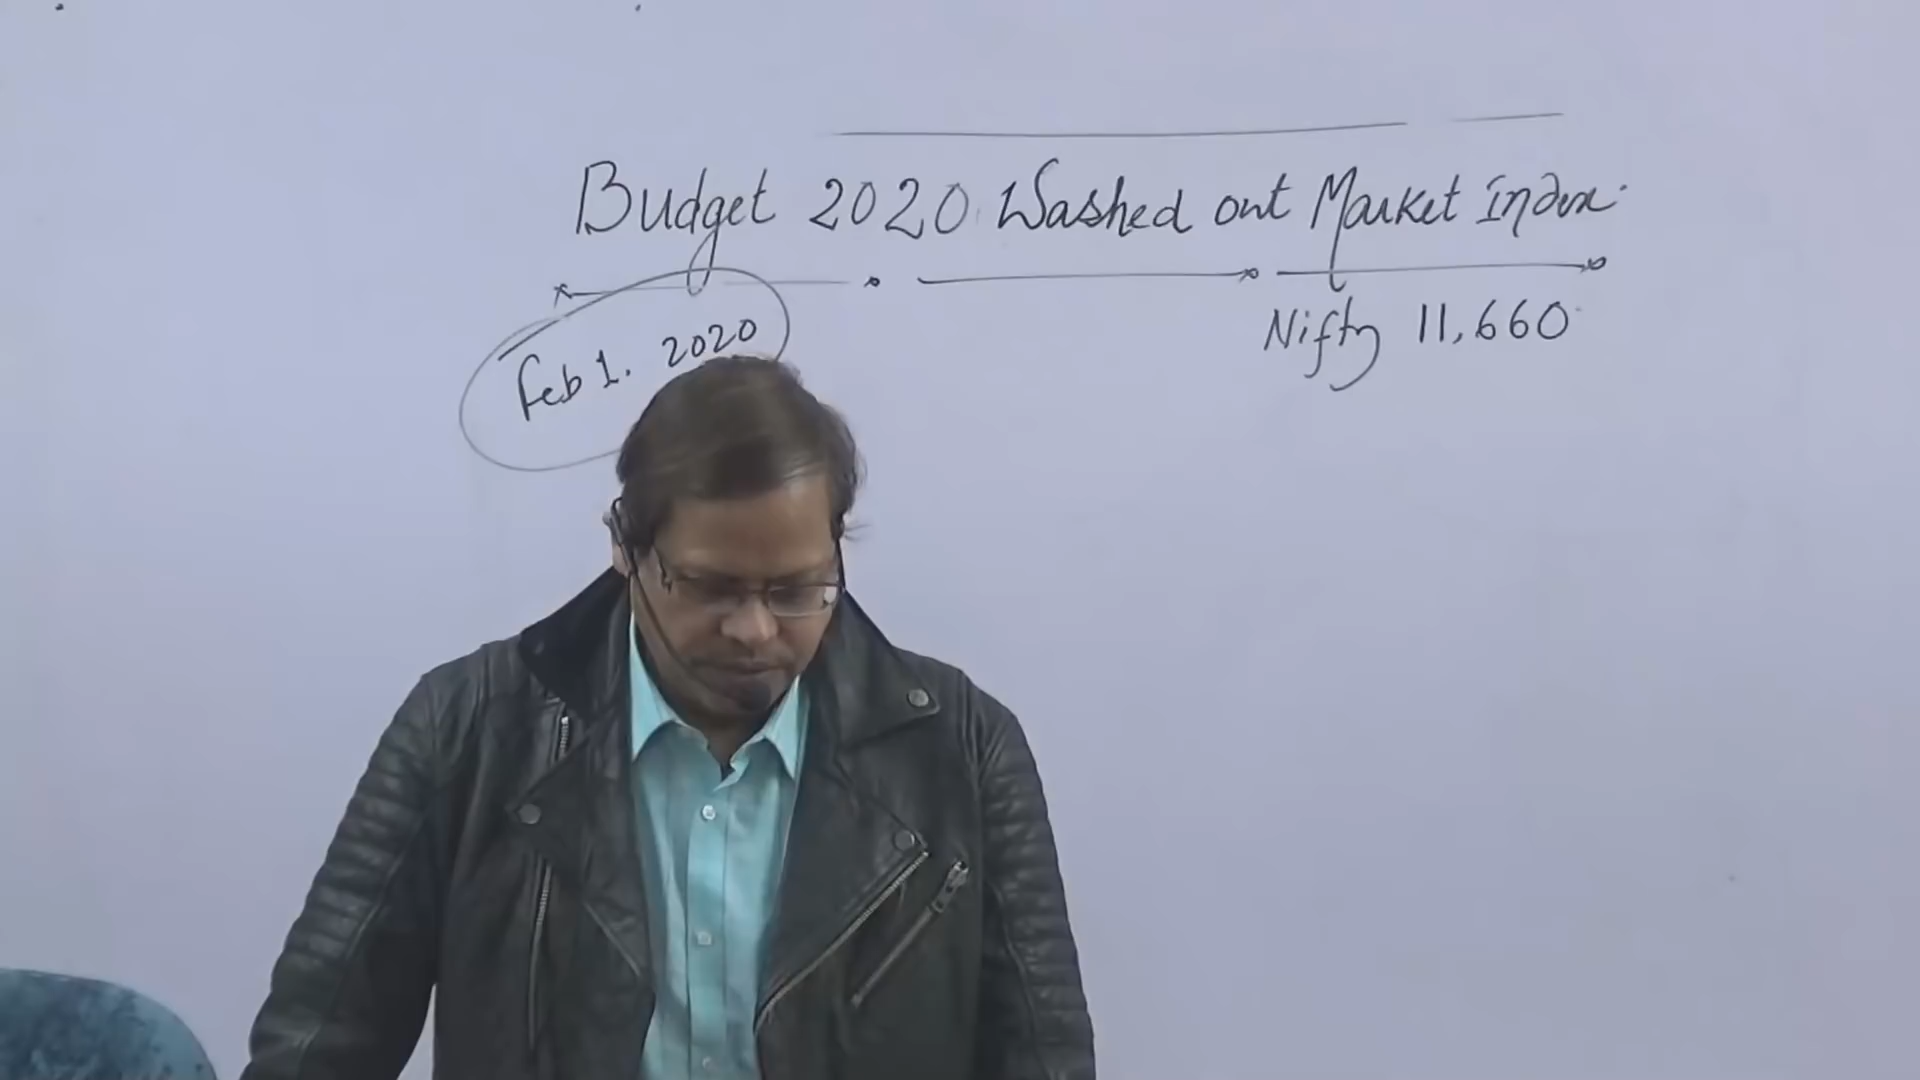 Budget 2020 Washed out Market Index.
Feb 1. 2020
Nifty 11,660